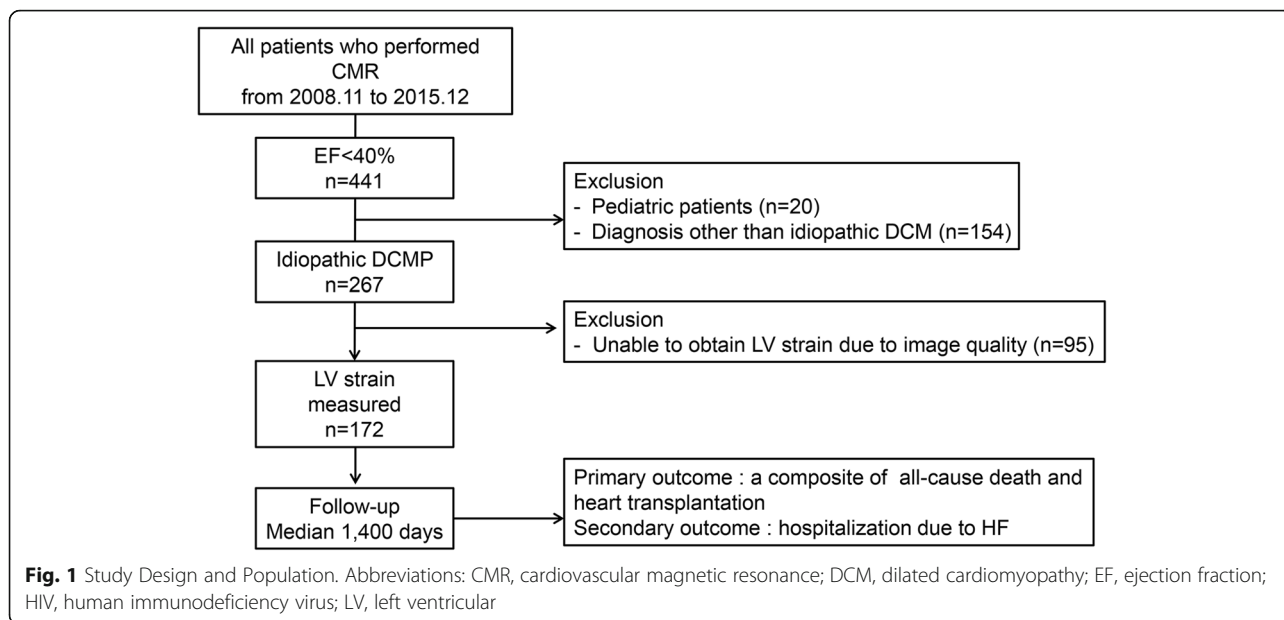 All patients who performed
CMR
from 2008.11 to 2015.12
EF<40%
n=441
Exclusion
- Pediatric patients (n=20)
- Diagnosis other than idiopathic DCM (n=154)
Idiopathic DCMP
n=267
Exclusion
- Unable to obtain LV strain due to image quality (n=95)
LV strain
measured
n=172
Follow-up
Median 1,400 days
Primary outcome : a composite of all-cause death and
heart transplantation
Secondary outcome : hospitalization due to HF
Fig. 1 Study Design and Population. Abbreviations: CMR, cardiovascular magnetic resonance; DCM, dilated cardiomyopathy; EF, ejection fraction;
HIV, human immunodeficiency virus; LV, left ventricular